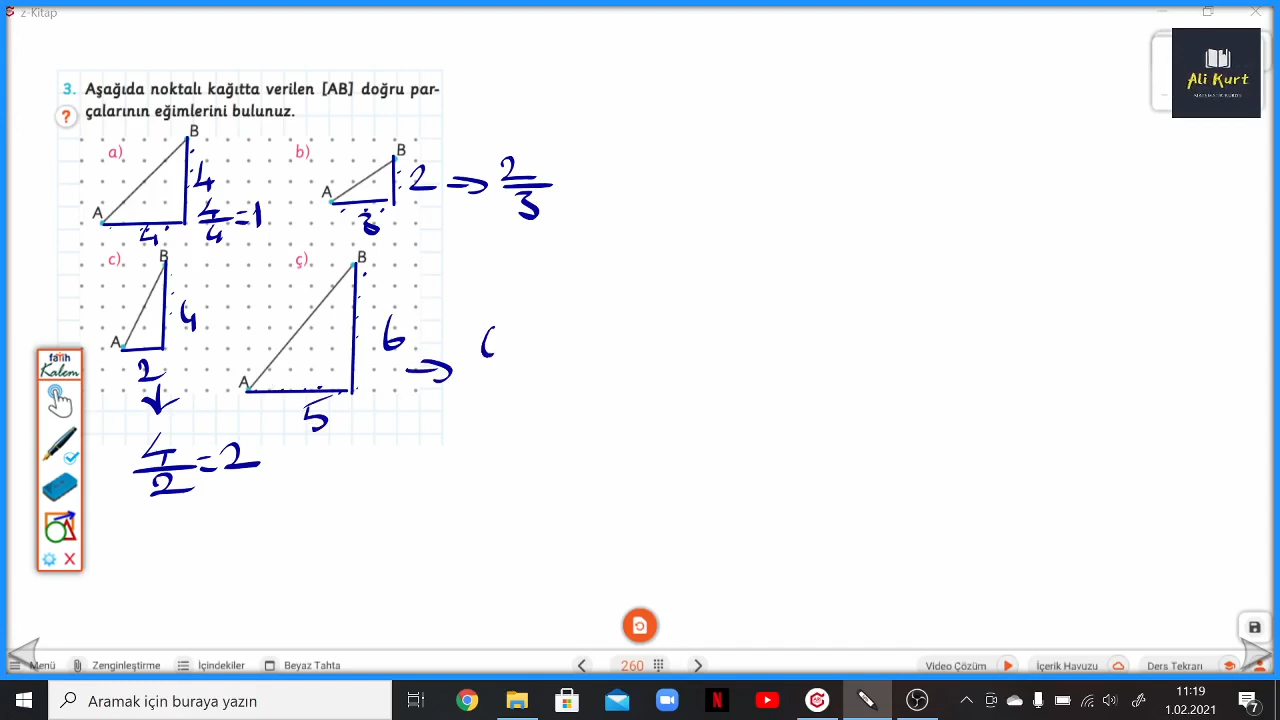 z-Kitap
Ali Kurt
3. Aşağıda noktalı kağıtta verilen [AB] doğru par-
? çalarının eğimlerini bulunuz.
a) B A 4 4 4/4=1
b) B A 2 3 → 2/3
c) B A 4 2
4/2=2
ç) B A 6 5 →
fatih
Kalem
Menü Zenginleştirme İçindekiler Beyaz Tahta 260 Video Çözüm İçerik Havuzu Ders Tekrarı
Aramak için buraya yazın
11:19
1.02.2021
7